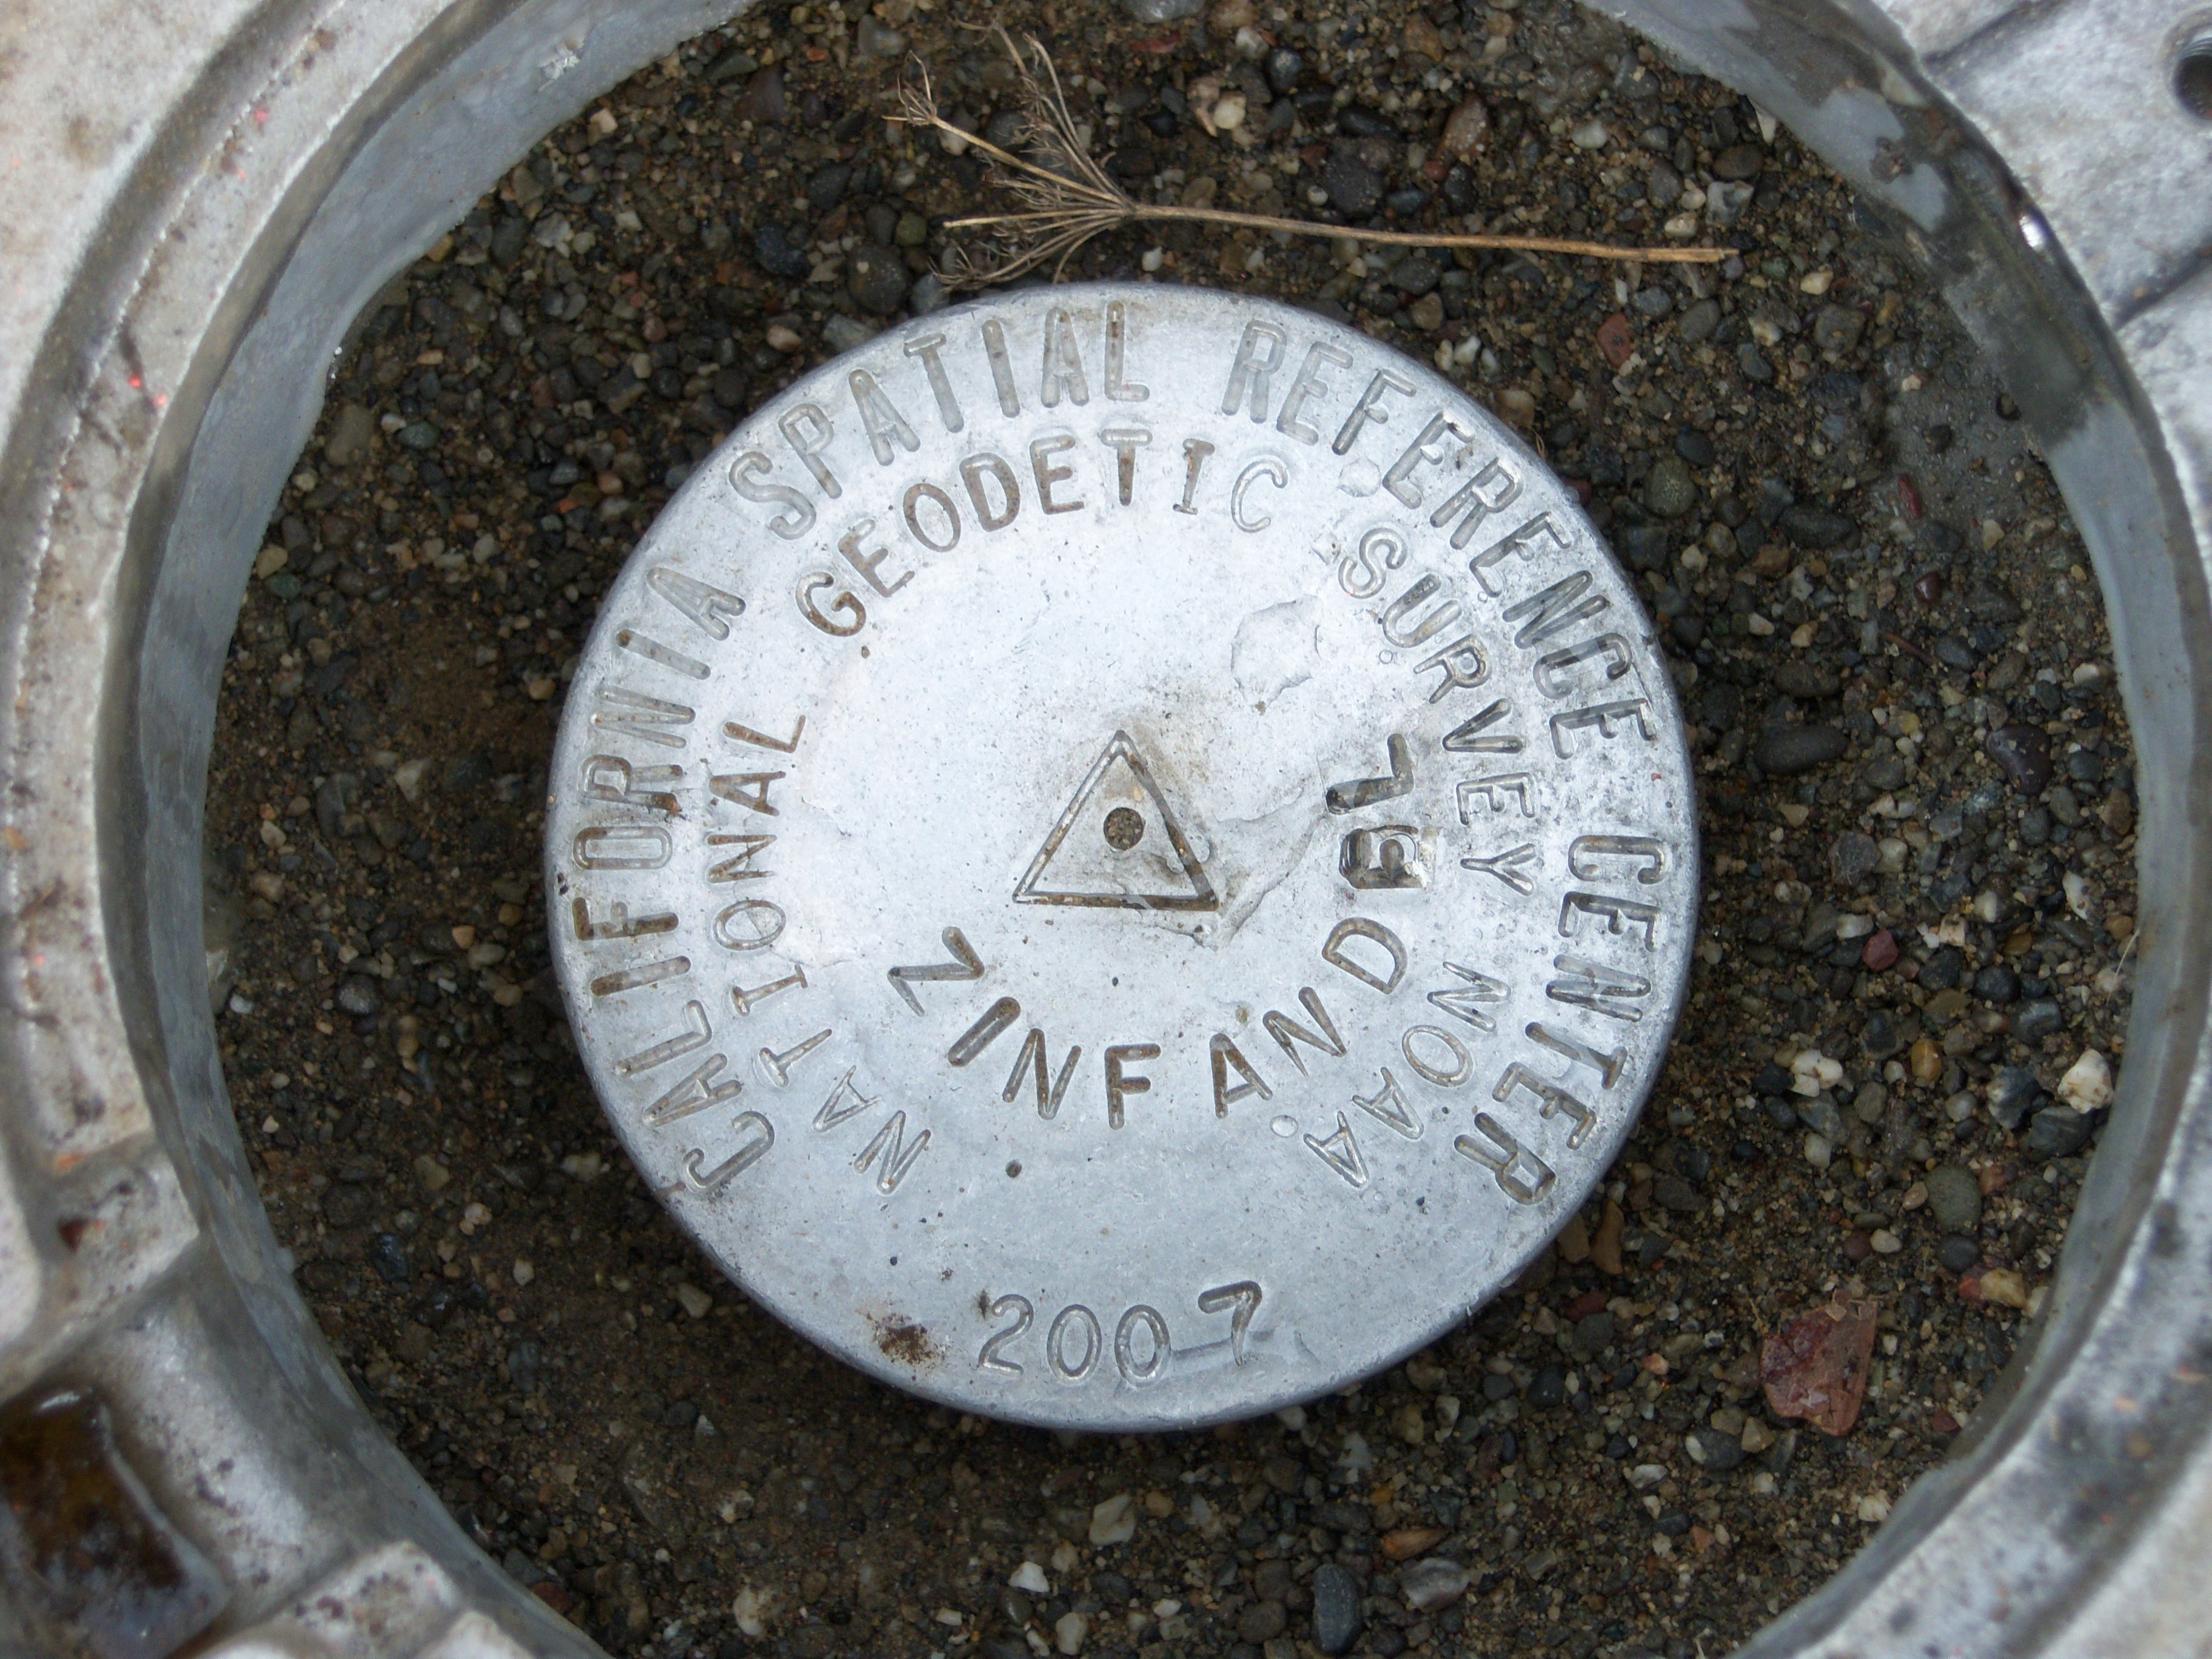 CALIFORNIA SPATIAL REFERENCE CENTER
NATIONAL GEODETIC SURVEY NOAA
ZINFANDEL
2007